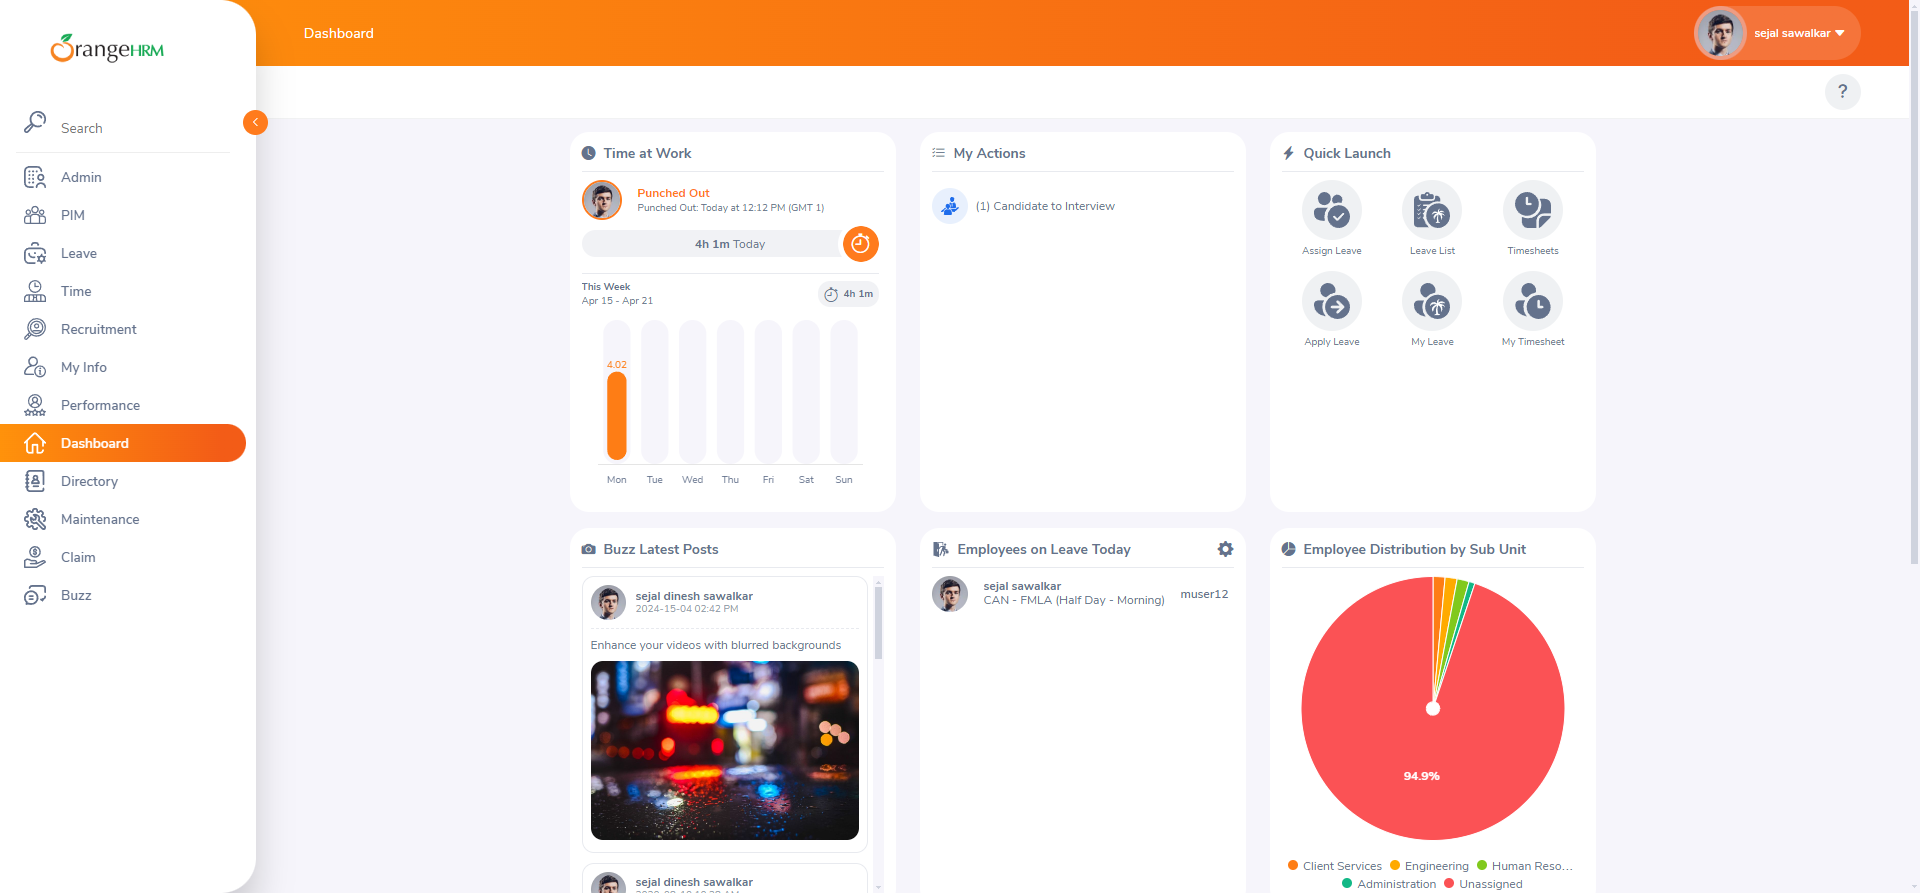 OrangeHRM
Search
Admin
PIM
Leave
Time
Recruitment
My Info
Performance
Dashboard
Directory
Maintenance
Claim
Buzz
Dashboard
sejal sawalkar
?
Time at Work
Punched Out
Punched Out: Today at 12:12 PM (GMT 1)
4h 1m Today
This Week
Apr 15 - Apr 21
4h 1m
4.02
Mon Tue Wed Thu Fri Sat Sun
My Actions
(1) Candidate to Interview
Quick Launch
Assign Leave
Leave List
Timesheets
Apply Leave
My Leave
My Timesheet
Buzz Latest Posts
sejal dinesh sawalkar
2024-15-04 02:42 PM
Enhance your videos with blurred backgrounds
sejal dinesh sawalkar
Employees on Leave Today
sejal sawalkar
CAN - FMLA (Half Day - Morning)
muser12
Employee Distribution by Sub Unit
94.9%
Client Services Engineering Human Reso...
Administration Unassigned